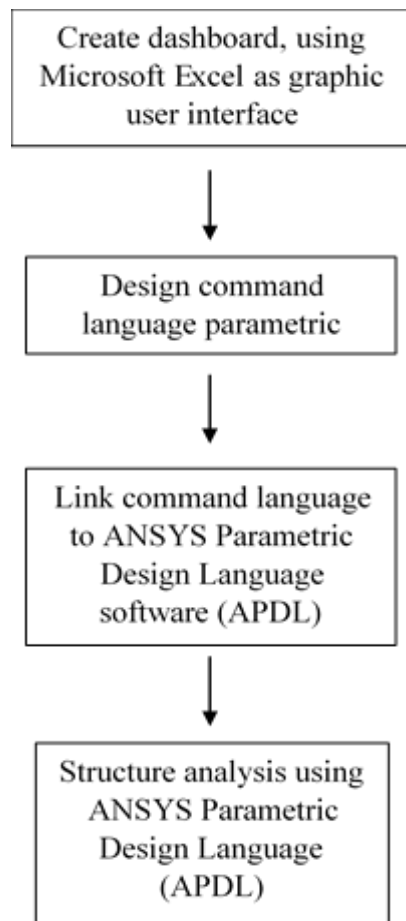 Create dashboard, using
Microsoft Excel as graphic
user interface
Design command
language parametric
Link command language
to ANSYS Parametric
Design Language
software (APDL)
Structure analysis using
ANSYS Parametric
Design Language
(APDL)